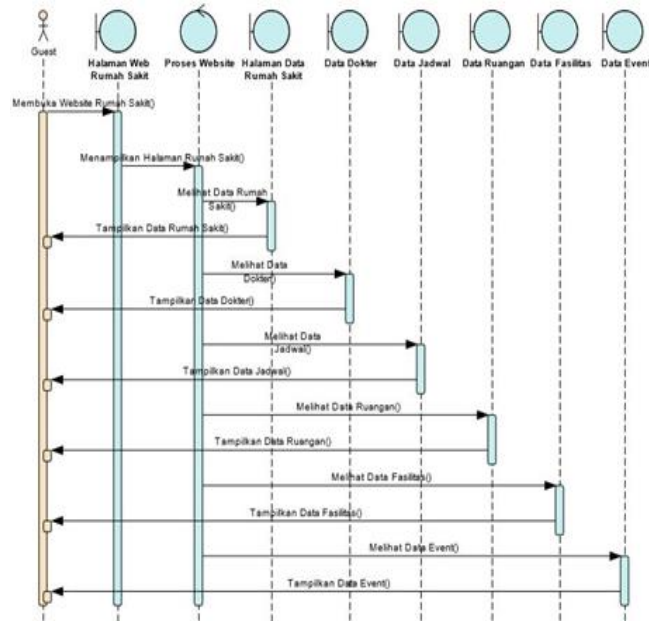 Guest
Halaman Web
Rumah Sakit
Proses Website
Halaman Data
Rumah Sakit
Data Dokter
Data Jadwal
Data Ruangan
Data Fasilitas
Data Event
Membuka Website Rumah Sakit()
Menampilkan Halaman Rumah Sakit()
Melihat Data Rumah
Sakit()
Tampilkan Data Rumah Sakit()
Melihat Data
Dokter()
Tampilkan Data Dokter()
Melihat Data
Jadwal()
Tampilkan Data Jadwal()
Melihat Data Ruangan()
Tampilkan Data Ruangan()
Melihat Data Fasilitas()
Tampilkan Data Fasilitas()
Melihat Data Event()
Tampilkan Data Event()